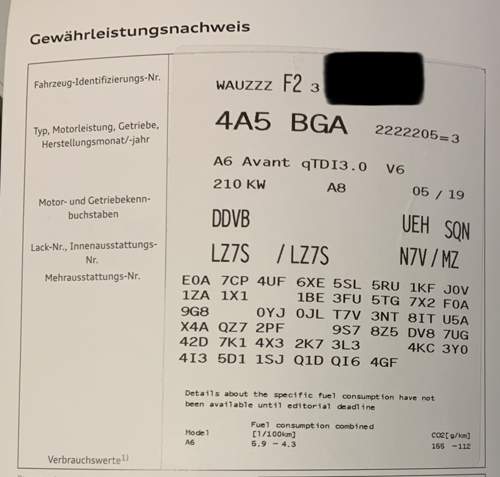 Gewährleistungsnachweis
Fahrzeug-Identifizierungs-Nr.
WAUZZZ F2 3
Typ, Motorleistung, Getriebe,
Herstellungsmonat/-jahr
4A5 BGA 2222205=3
A6 Avant qTDI3.0 V6
210 KW A8 05 / 19
Motor- und Getriebekenn-
buchstaben
DDVB UEH SQN
Lack-Nr., Innenausstattungs-
Nr.
LZ7S / LZ7S N7V / MZ
Mehrausstattungs-Nr.
E0A 7CP 4UF 6XE 5SL 5RU 1KF J0V
1ZA 1X1 1BE 3FU 5TG 7X2 F0A
9G8 0YJ 0JL T7V 3NT 8IT U5A
X4A QZ7 2PF 9S7 8Z5 DV8 7UG
42D 7K1 4X3 2K7 3L3 4KC 3Y0
4I3 5D1 1SJ Q1D QI6 4GF
Details about the specific fuel consumption have not
been available until editorial deadline
Fuel consumption combined
Model [l/100km] CO2[g/km]
A6 5.9 - 4.3 155 -112
Verbrauchswerte1)